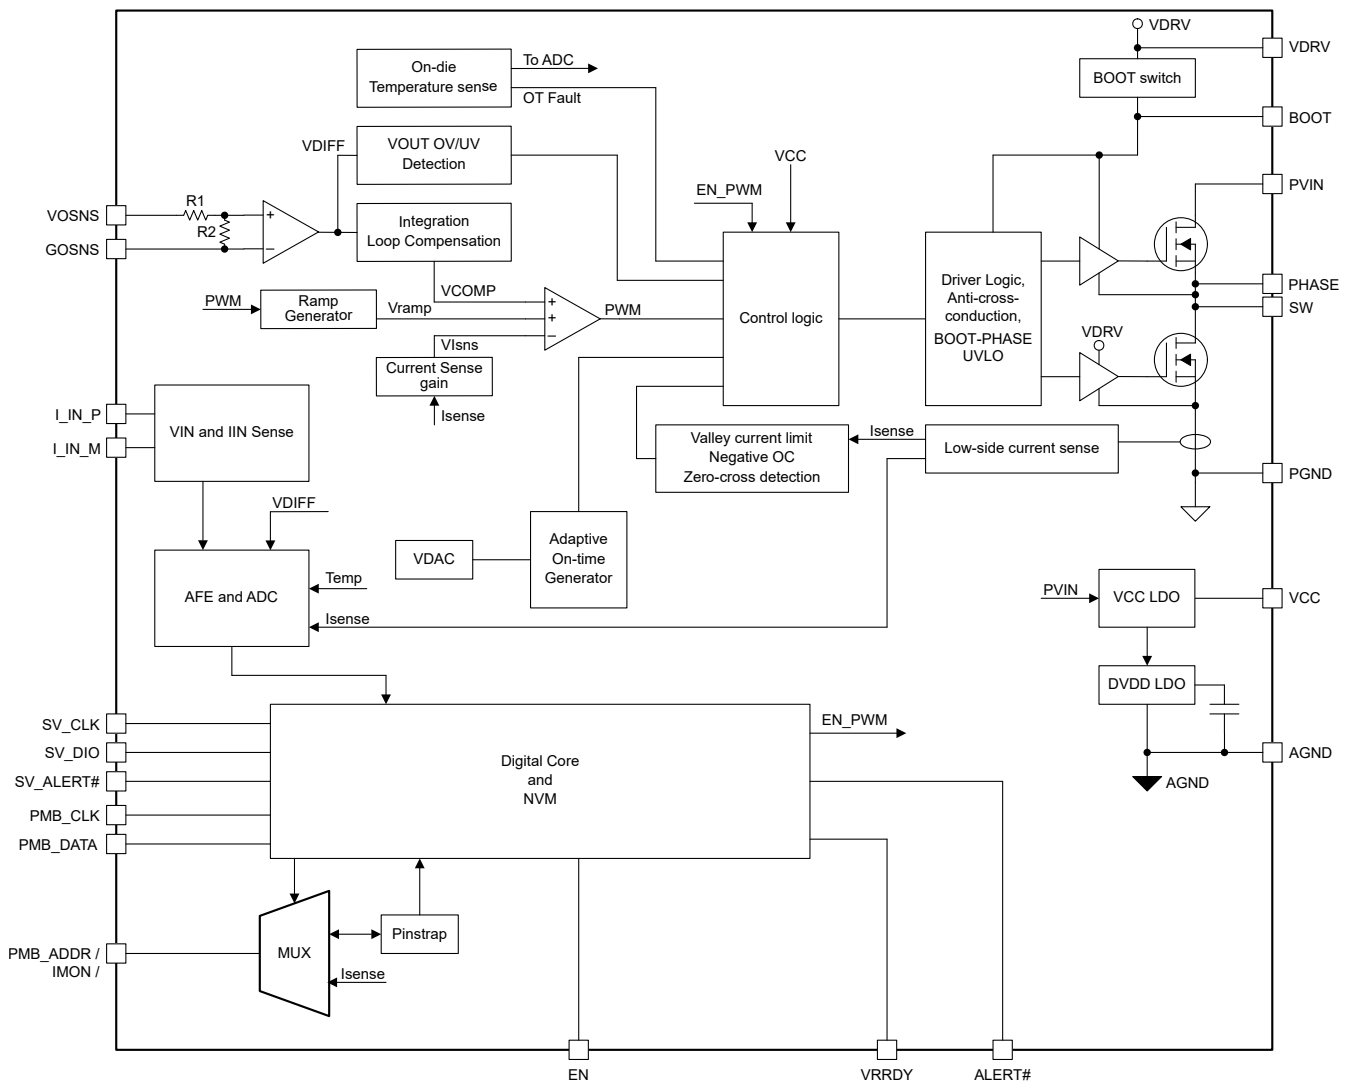 VDRV
VDRV
BOOT switch
BOOT
On-die
Temperature sense
To ADC
OT Fault
VOUT OV/UV
Detection
VDIFF
VCC
EN_PWM
PVIN
VOSNS
R1
R2
GOSNS
+
−
Integration
Loop Compensation
VCOMP
PWM
Ramp
Generator
Vramp
+
+
−
PWM
VIsns
Current Sense
gain
Isense
Control logic
Driver Logic,
Anti-cross-
conduction,
BOOT-PHASE
UVLO
VDRV
PHASE
SW
I_IN_P
I_IN_M
VIN and IIN Sense
Valley current limit
Negative OC
Zero-cross detection
Isense
Low-side current sense
PGND
VDIFF
AFE and ADC
Temp
Isense
VDAC
Adaptive
On-time
Generator
PVIN
VCC LDO
VCC
DVDD LDO
AGND
AGND
SV_CLK
SV_DIO
SV_ALERT#
PMB_CLK
PMB_DATA
Digital Core
and
NVM
EN_PWM
PMB_ADDR /
IMON /
MUX
Pinstrap
Isense
EN
VRRDY
ALERT#